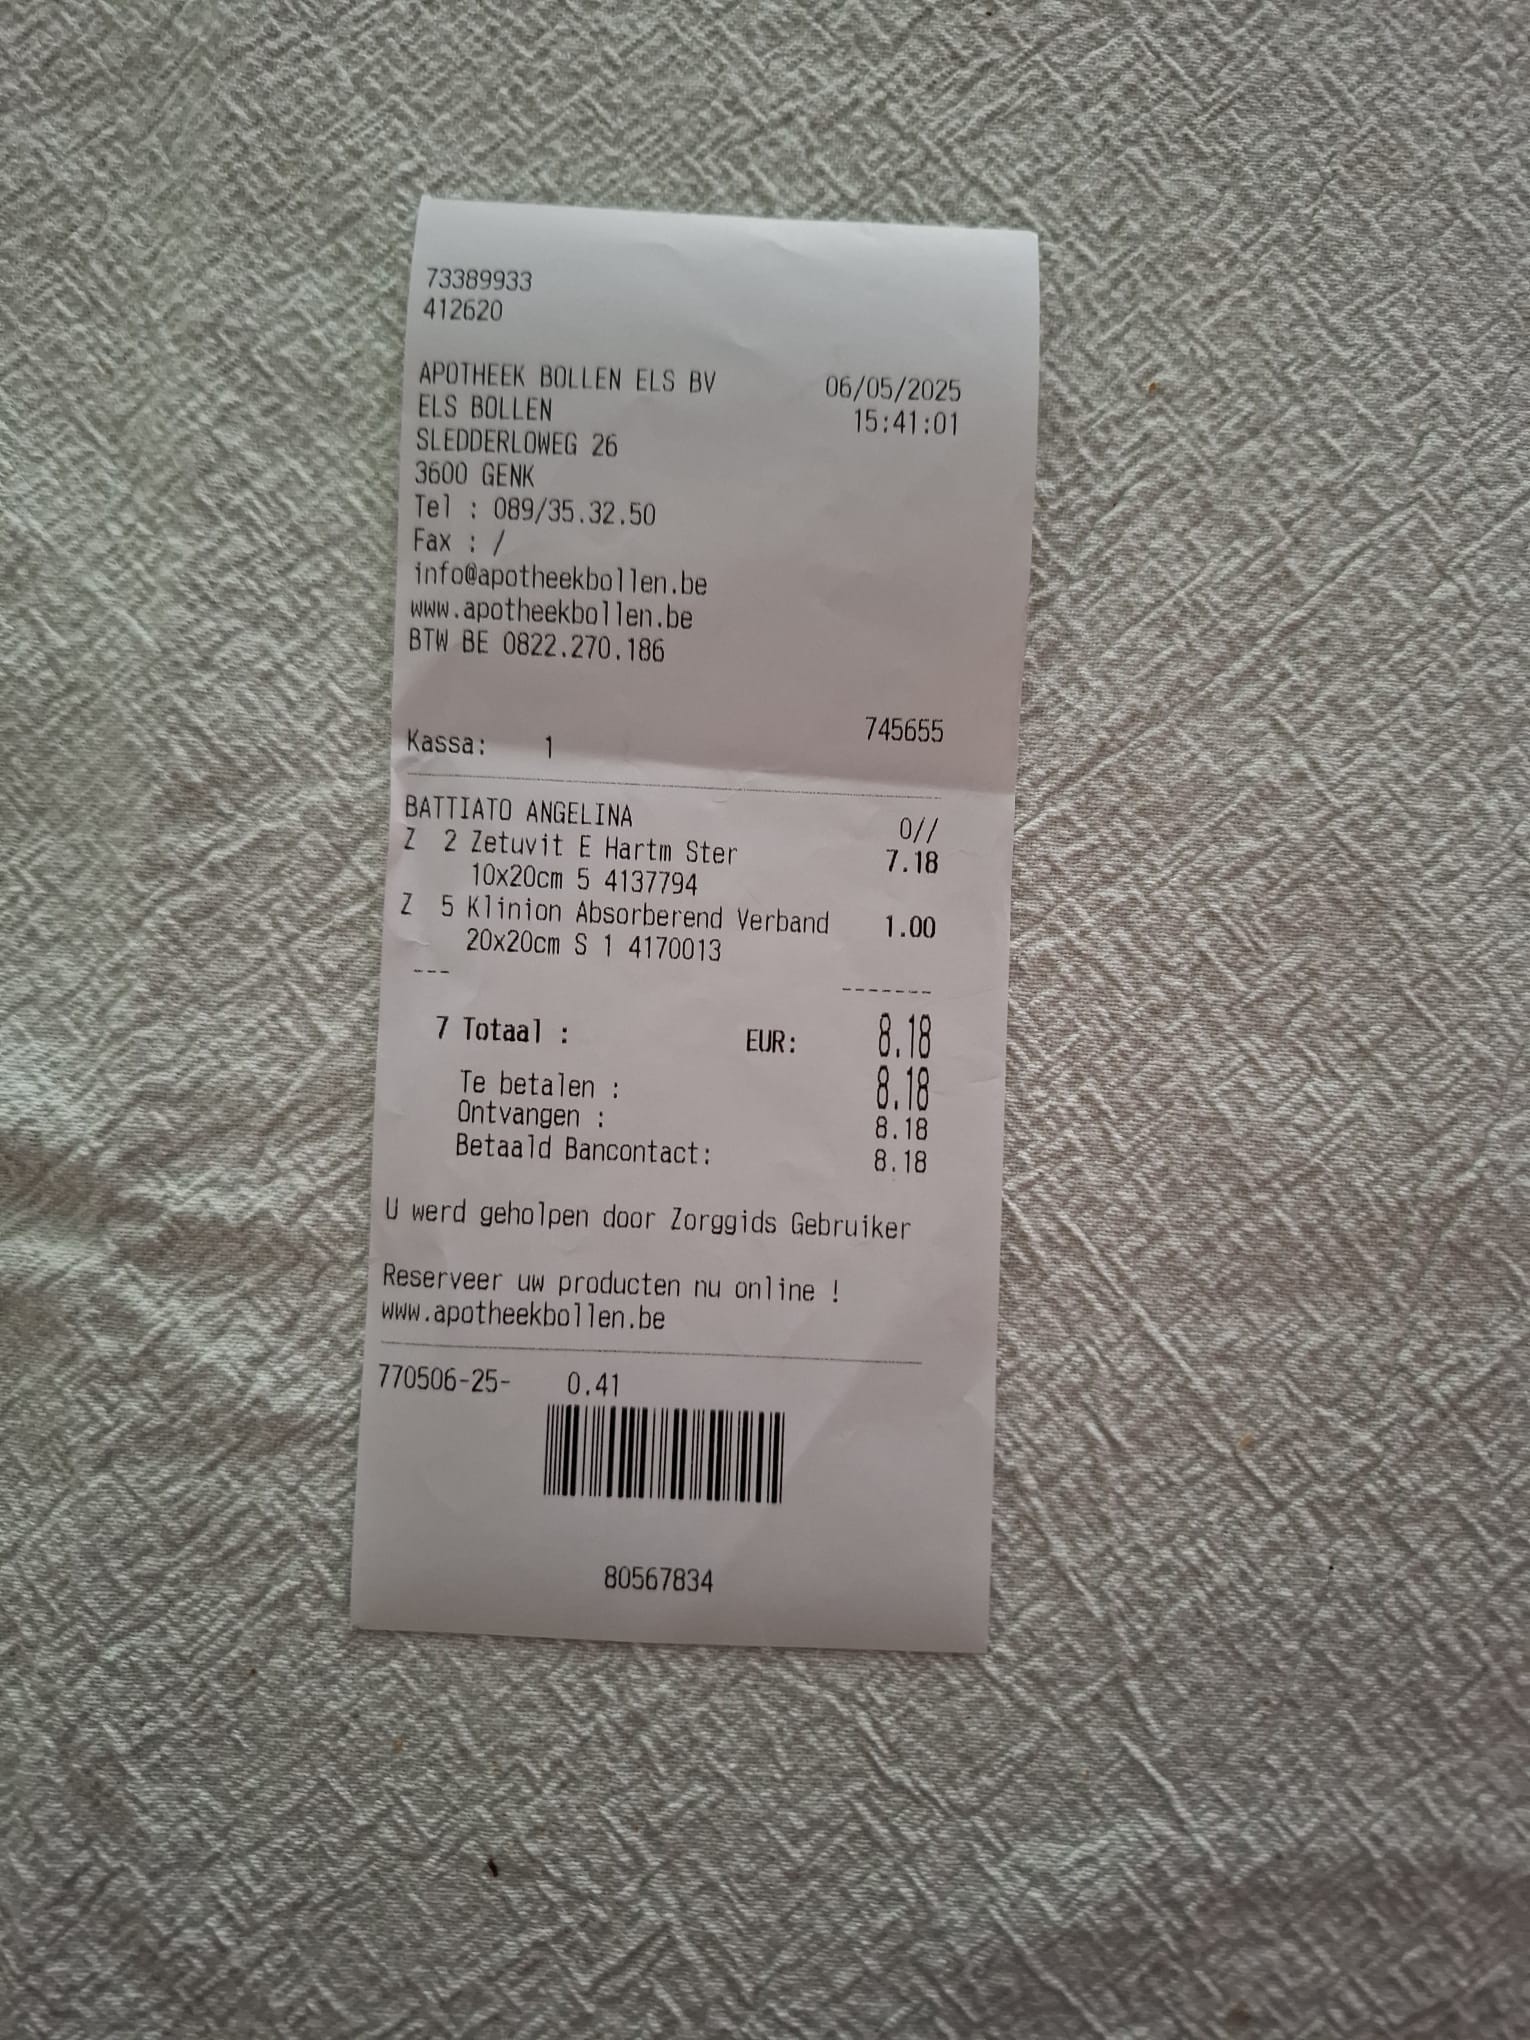 73389933
412620
APOTHEEK BOLLEN ELS BV 06/05/2025
ELS BOLLEN 15:41:01
SLEDDERLOWEG 26
3600 GENK
Tel : 089/35.32.50
Fax : /
info@apotheekbollen.be
www.apotheekbollen.be
BTW BE 0822.270.186
745655
Kassa: 1
BATTIATO ANGELINA 0//
Z 2 Zetuvit E Hartm Ster 7.18
10x20cm 5 4137794
Z 5 Klinion Absorberend Verband 1.00
20x20cm S 1 4170013
--- -------
7 Totaal : EUR: 8.18
Te betalen : 8.18
Ontvangen : 8.18
Betaald Bancontact: 8.18
U werd geholpen door Zorggids Gebruiker
Reserveer uw producten nu online !
www.apotheekbollen.be
770506-25- 0.41
80567834